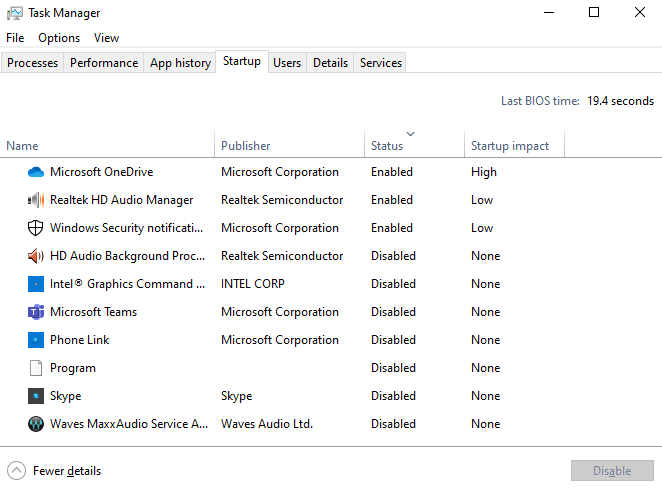 Task Manager
File Options View
Processes Performance App history Startup Users Details Services
Last BIOS time: 19.4 seconds
Name Publisher Status Startup impact
Microsoft OneDrive Microsoft Corporation Enabled High
Realtek HD Audio Manager Realtek Semiconductor Enabled Low
Windows Security notificati... Microsoft Corporation Enabled Low
HD Audio Background Proc... Realtek Semiconductor Disabled None
Intel® Graphics Command ... INTEL CORP Disabled None
Microsoft Teams Microsoft Corporation Disabled None
Phone Link Microsoft Corporation Disabled None
Program Disabled None
Skype Skype Disabled None
Waves MaxxAudio Service A... Waves Audio Ltd. Disabled None
Fewer details Disable